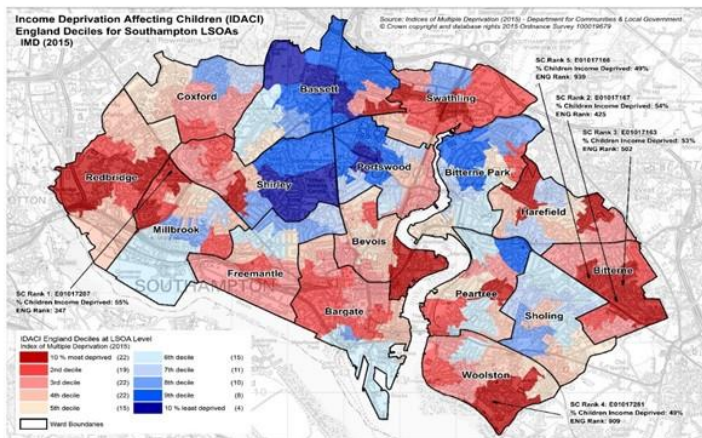 Income Deprivation Affecting Children (IDACI)
England Deciles for Southampton LSOAs
IMD (2015)
Source: Indices of Multiple Deprivation (2015) - Department for Communities & Local Government
© Crown copyright and database rights 2015 Ordnance Survey 100019679
SC Rank 5: E01017166
% Children Income Deprived: 49%
ENG Rank: 939
SC Rank 2: E01017167
% Children Income Deprived: 54%
ENG Rank: 425
SC Rank 3: E01017163
% Children Income Deprived: 53%
ENG Rank: 502
Coxford
Bassett
Swathling
Redbridge
Shirley
Portswood
Bitterne Park
Harefield
Millbrook
Bevois
Bitterne
Freemantle
SOUTHAMPTON
Peartree
Bargate
Sholing
Woolston
SC Rank 1: E01017207
% Children Income Deprived: 55%
ENG Rank: 347
SC Rank 4: E01017281
% Children Income Deprived: 49%
ENG Rank: 909
IDACI England Deciles at LSOA Level
Index of Multiple Deprivation (2015)
10 % most deprived (22)
2nd decile (19)
3rd decile (22)
4th decile (22)
5th decile (15)
6th decile (15)
7th decile (11)
8th decile (10)
9th decile (8)
10 % least deprived (4)
Ward Boundaries